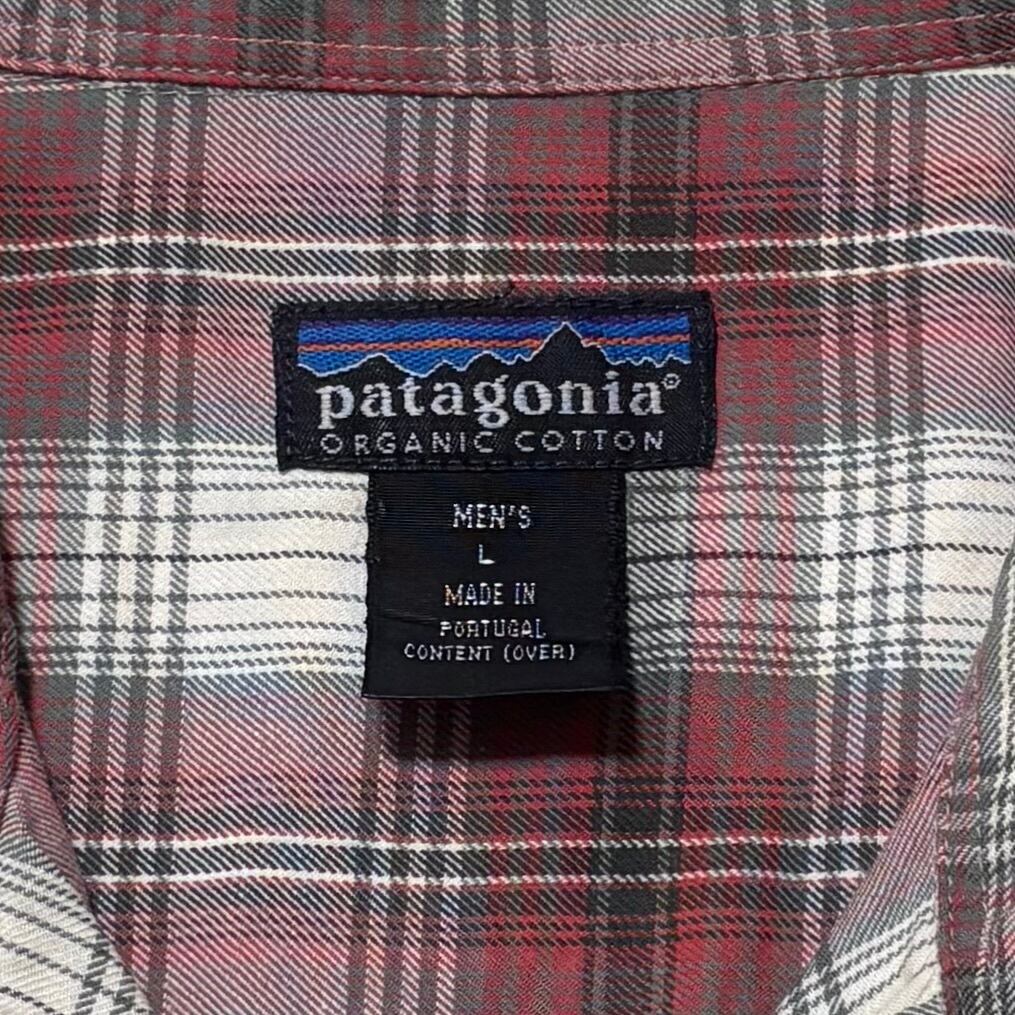 patagonia®
ORGANIC COTTON
MEN'S
L
MADE IN
PORTUGAL
CONTENT (OVER)